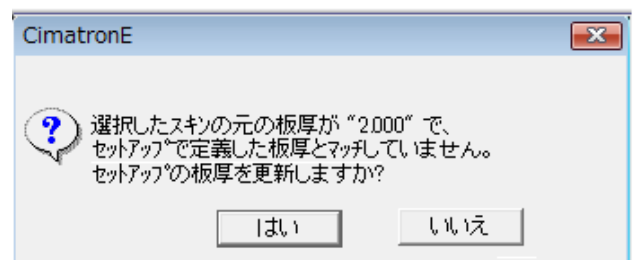 CimatronE
選択したスキンの元の板厚が “2.000” で、
ｾｯﾄｱｯﾌﾟで定義した板厚とﾏｯﾁしていません。
ｾｯﾄｱｯﾌﾟの板厚を更新しますか?
はい
いいえ